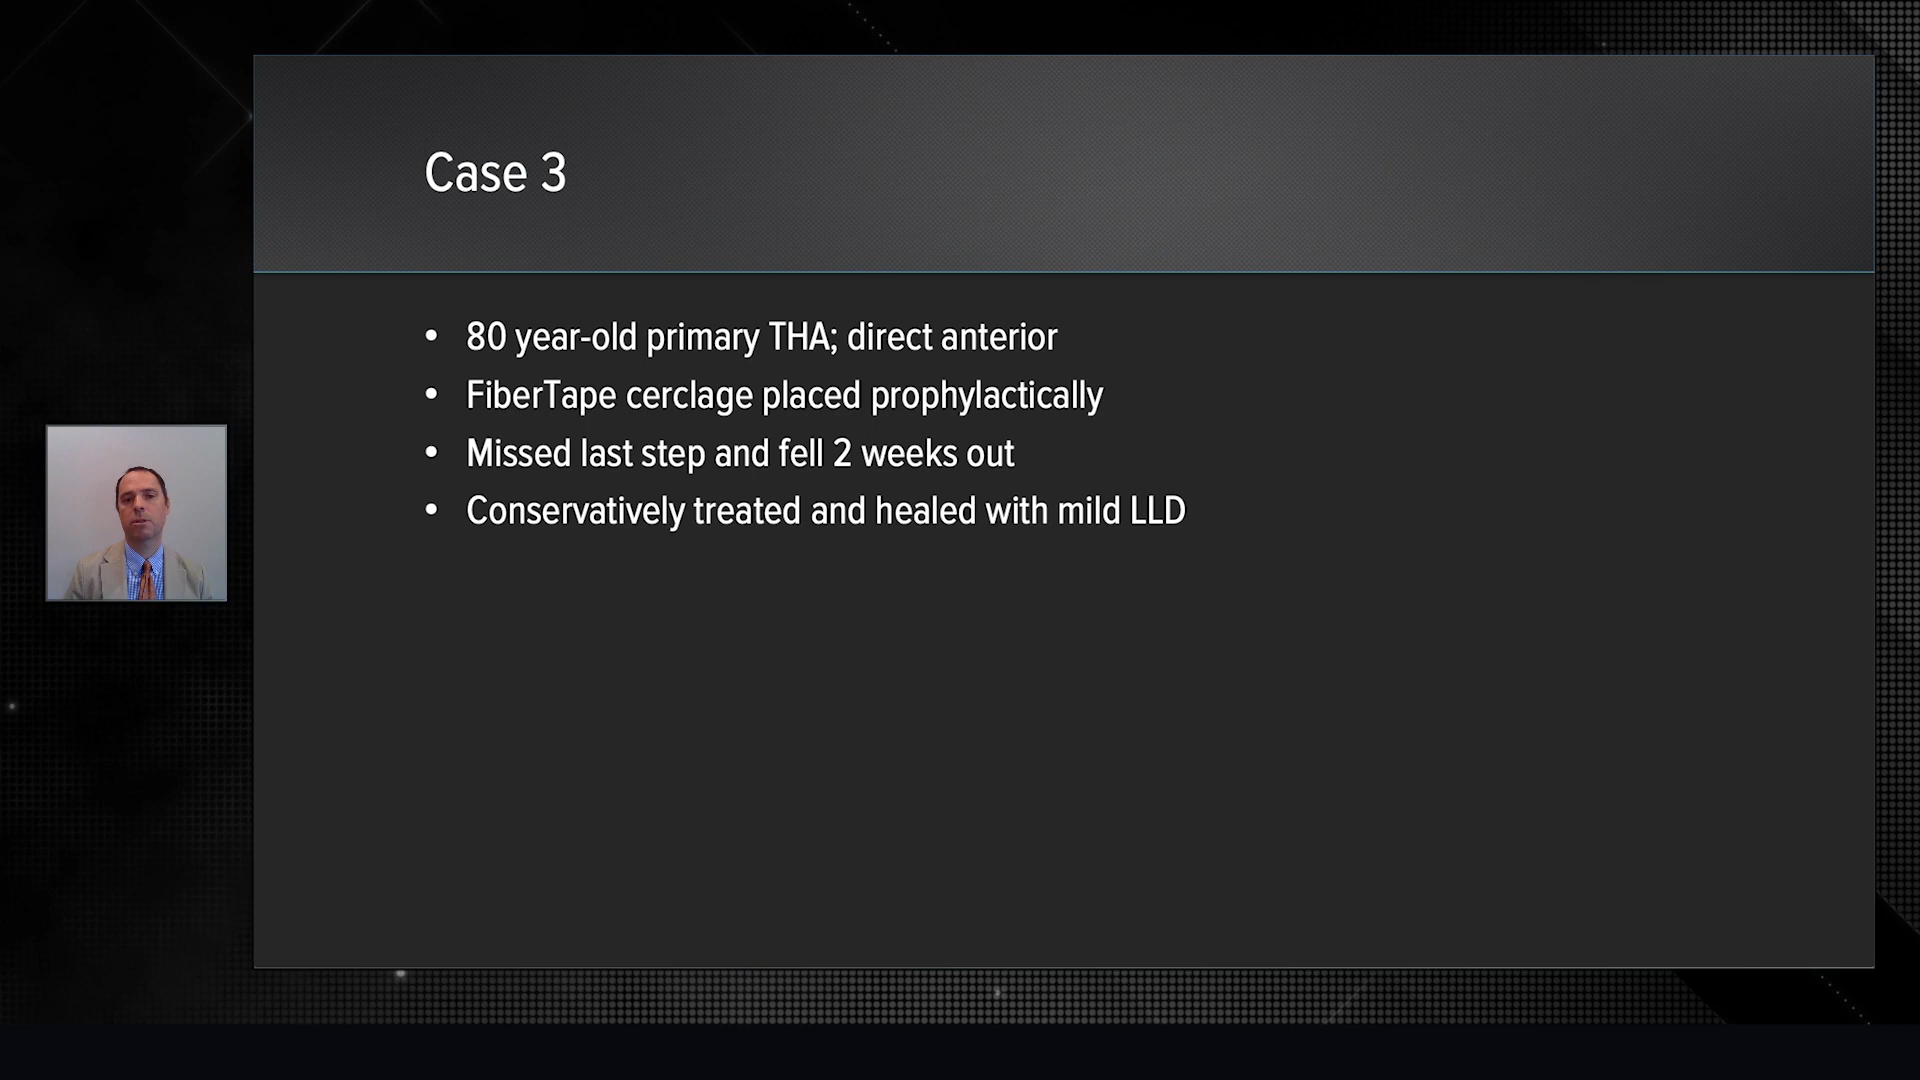 Case 3
• 80 year-old primary THA; direct anterior
• FiberTape cerclage placed prophylactically
• Missed last step and fell 2 weeks out
• Conservatively treated and healed with mild LLD